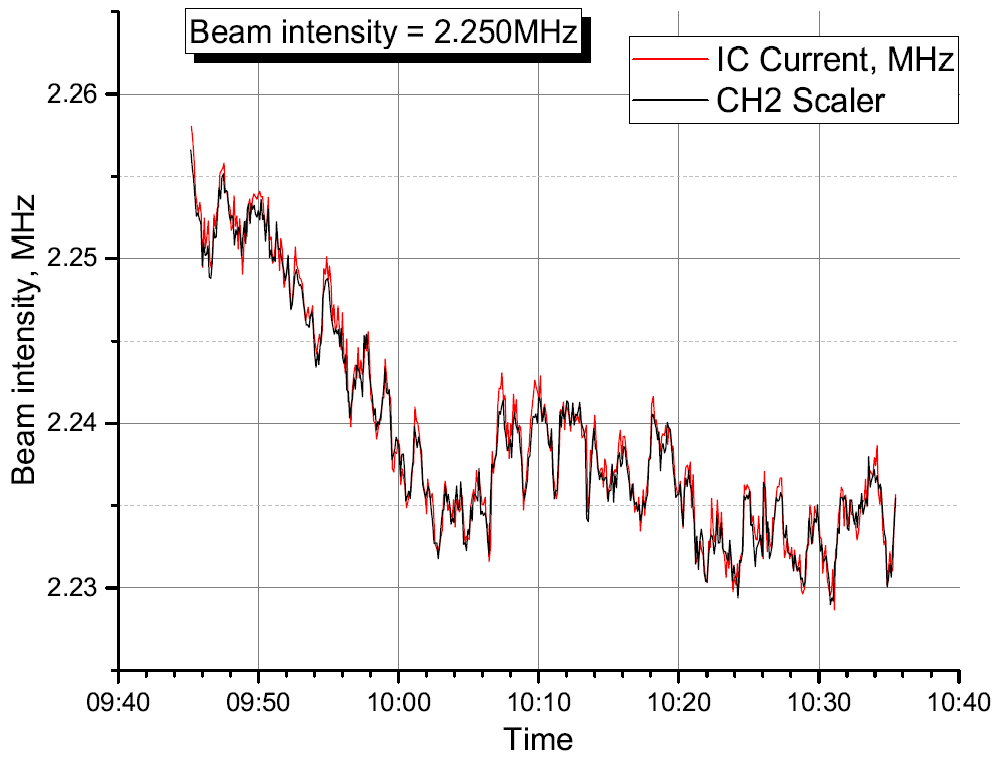 Beam intensity = 2.250MHz
IC Current, MHz
CH2 Scaler
2.26
2.25
2.24
2.23
Beam intensity, MHz
09:40
09:50
10:00
10:10
10:20
10:30
10:40
Time